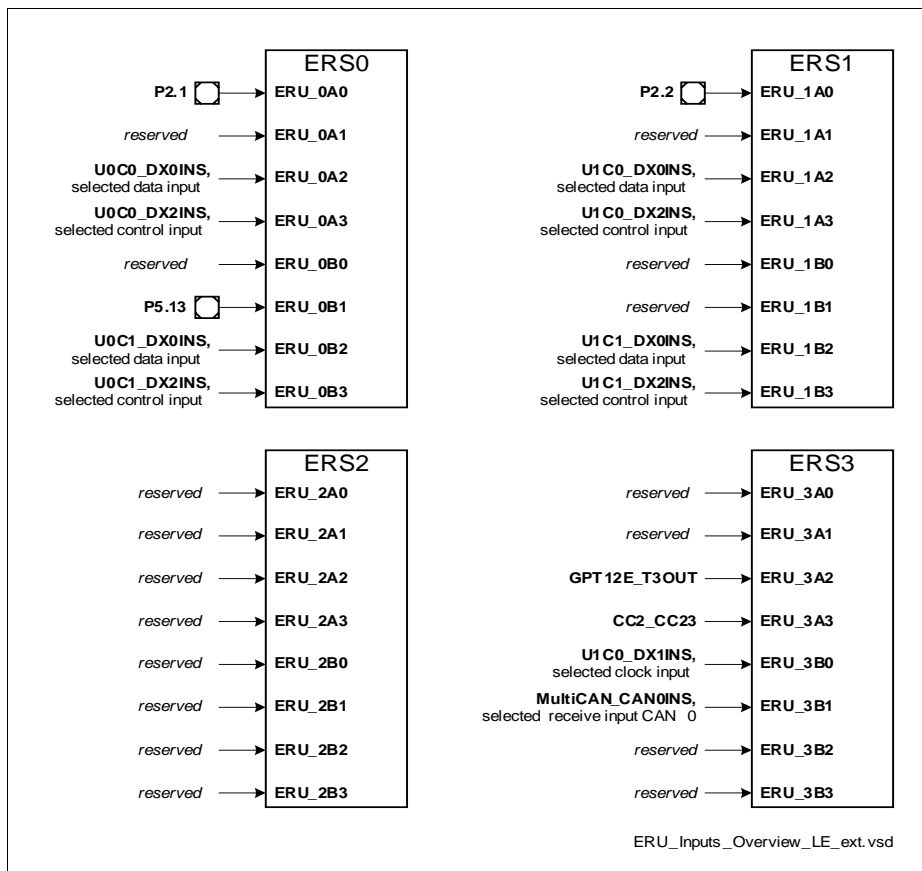 ERS0
P2.1
ERU_0A0
reserved
ERU_0A1
U0C0_DX0INS,
selected data input
ERU_0A2
U0C0_DX2INS,
selected control input
ERU_0A3
reserved
ERU_0B0
P5.13
ERU_0B1
U0C1_DX0INS,
selected data input
ERU_0B2
U0C1_DX2INS,
selected control input
ERU_0B3
ERS1
P2.2
ERU_1A0
reserved
ERU_1A1
U1C0_DX0INS,
selected data input
ERU_1A2
U1C0_DX2INS,
selected control input
ERU_1A3
reserved
ERU_1B0
reserved
ERU_1B1
U1C1_DX0INS,
selected data input
ERU_1B2
U1C1_DX2INS,
selected control input
ERU_1B3
ERS2
reserved
ERU_2A0
reserved
ERU_2A1
reserved
ERU_2A2
reserved
ERU_2A3
reserved
ERU_2B0
reserved
ERU_2B1
reserved
ERU_2B2
reserved
ERU_2B3
ERS3
reserved
ERU_3A0
reserved
ERU_3A1
GPT12E_T3OUT
ERU_3A2
CC2_CC23
ERU_3A3
U1C0_DX1INS,
selected clock input
ERU_3B0
MultiCAN_CAN0INS,
selected receive input CAN 0
ERU_3B1
reserved
ERU_3B2
reserved
ERU_3B3
ERU_Inputs_Overview_LE_ext.vsd